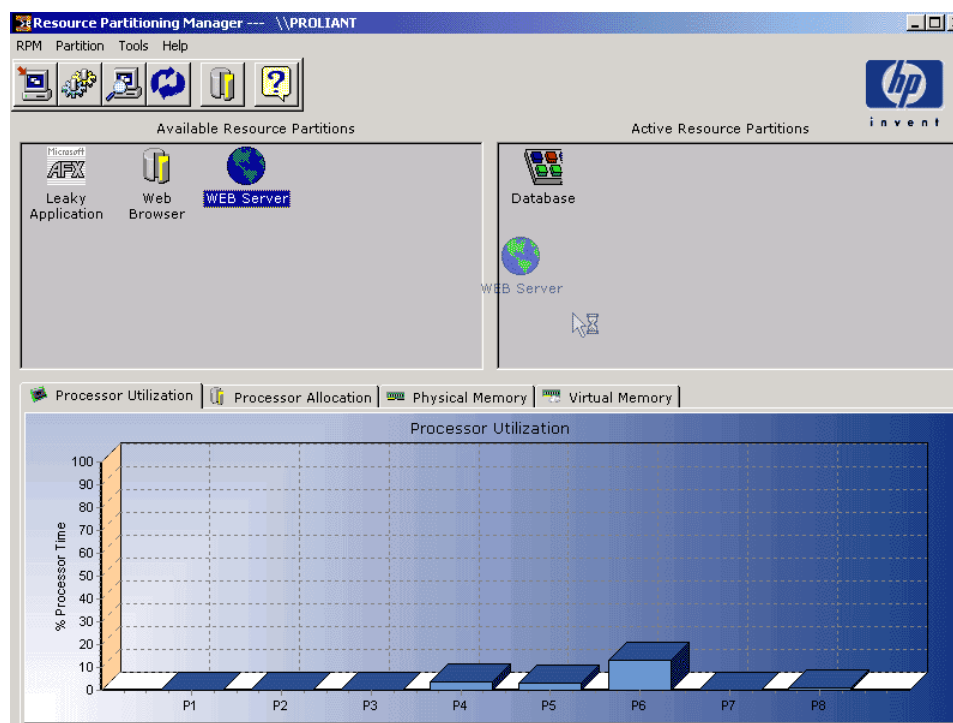 Resource Partitioning Manager --- \\PROLIANT
RPM Partition Tools Help
?
hp
invent
Available Resource Partitions
Active Resource Partitions
Microsoft
AFX
Leaky
Application
Web
Browser
WEB Server
Database
WEB Server
Processor Utilization
Processor Allocation
Physical Memory
Virtual Memory
Processor Utilization
% Processor Time
100
90
80
70
60
50
40
30
20
10
0
P1 P2 P3 P4 P5 P6 P7 P8